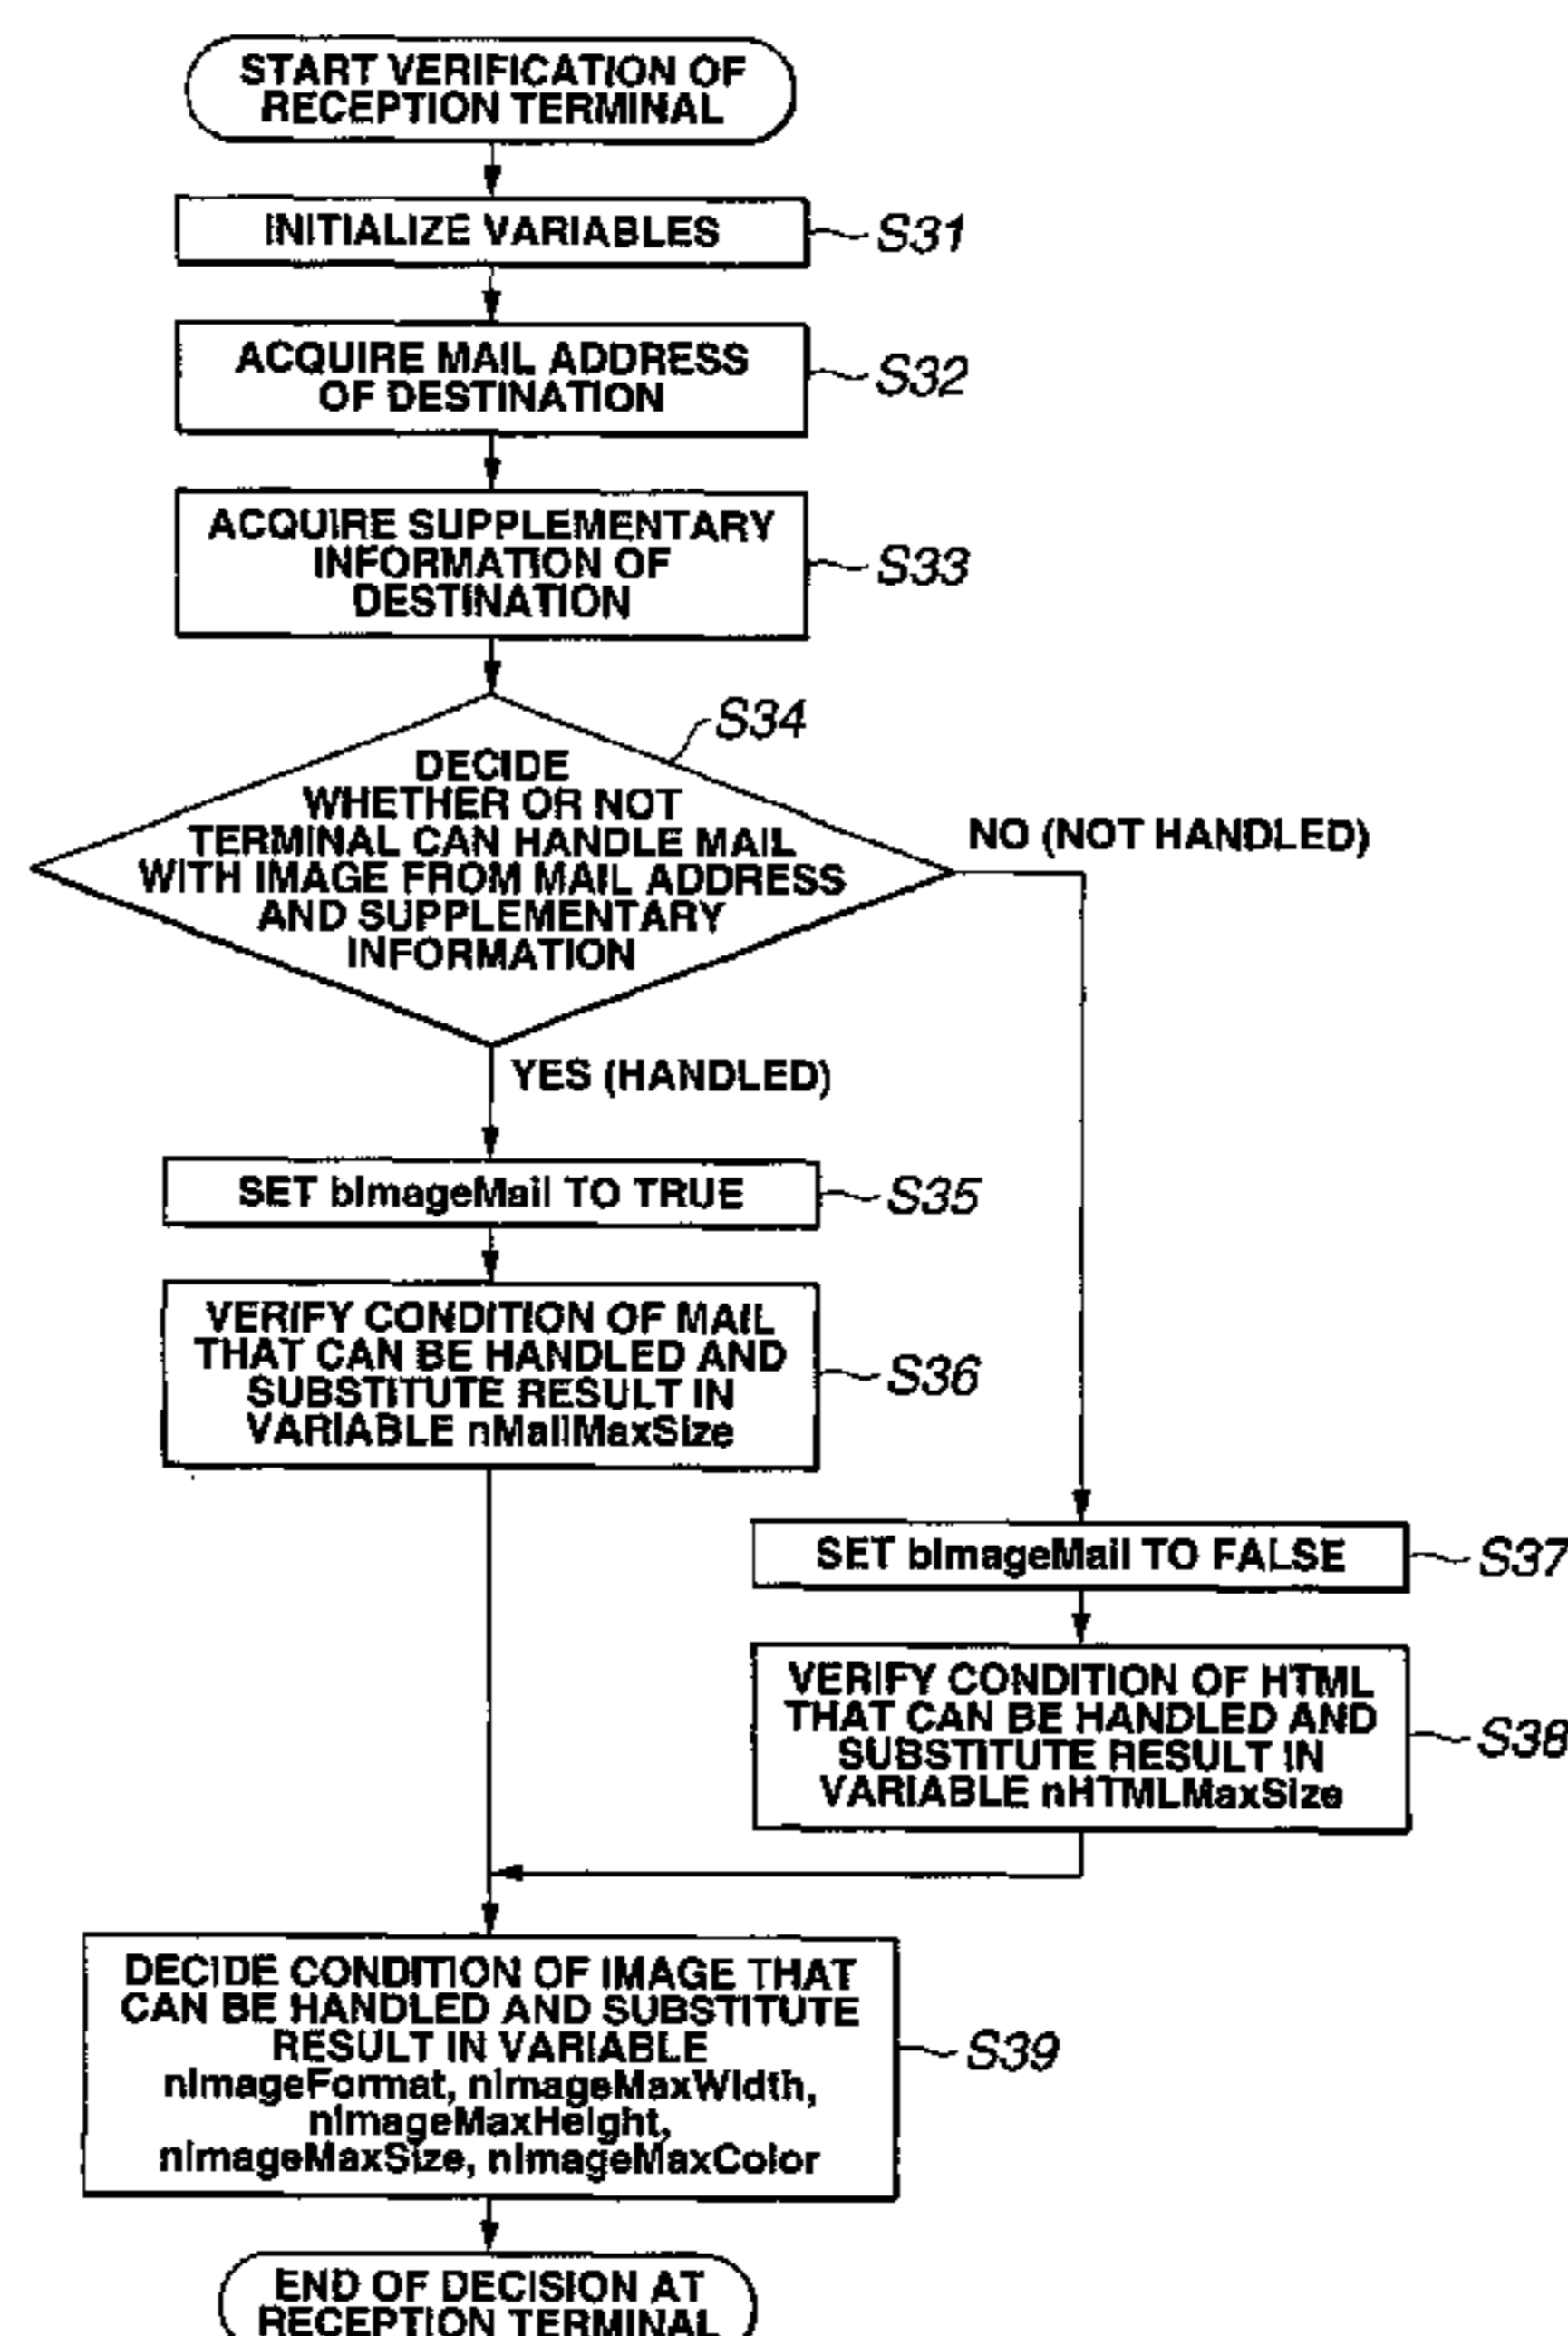 START VERIFICATION OF
RECEPTION TERMINAL
INITIALIZE VARIABLES
S31
ACQUIRE MAIL ADDRESS
OF DESTINATION
S32
ACQUIRE SUPPLEMENTARY
INFORMATION OF
DESTINATION
S33
S34
DECIDE
WHETHER OR NOT
TERMINAL CAN HANDLE MAIL
WITH IMAGE FROM MAIL ADDRESS
AND SUPPLEMENTARY
INFORMATION
NO (NOT HANDLED)
YES (HANDLED)
SET bImageMail TO TRUE
S35
VERIFY CONDITION OF MAIL
THAT CAN BE HANDLED AND
SUBSTITUTE RESULT IN
VARIABLE nMailMaxSize
S36
SET bImageMail TO FALSE
S37
VERIFY CONDITION OF HTML
THAT CAN BE HANDLED AND
SUBSTITUTE RESULT IN
VARIABLE nHTMLMaxSize
S38
DECIDE CONDITION OF IMAGE THAT
CAN BE HANDLED AND SUBSTITUTE
RESULT IN VARIABLE
nImageFormat, nImageMaxWidth,
nImageMaxHeight,
nImageMaxSize, nImageMaxColor
S39
END OF DECISION AT
RECEPTION TERMINAL